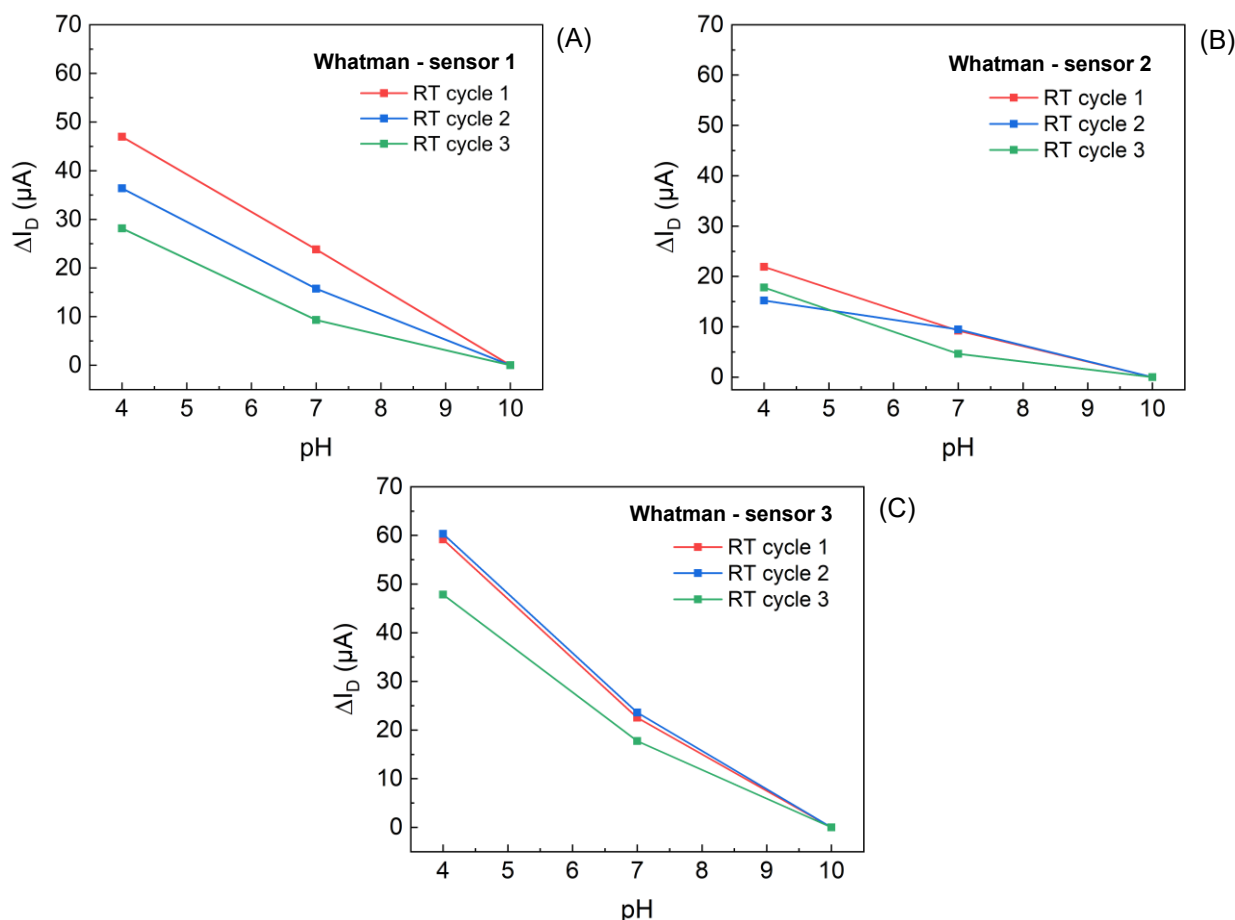 (A)
Whatman - sensor 1
RT cycle 1
RT cycle 2
RT cycle 3
70
60
50
40
30
20
10
0
ΔI_D (µA)
4 5 6 7 8 9 10
pH
(B)
Whatman - sensor 2
RT cycle 1
RT cycle 2
RT cycle 3
70
60
50
40
30
20
10
0
ΔI_D (µA)
4 5 6 7 8 9 10
pH
(C)
Whatman - sensor 3
RT cycle 1
RT cycle 2
RT cycle 3
70
60
50
40
30
20
10
0
ΔI_D (µA)
4 5 6 7 8 9 10
pH